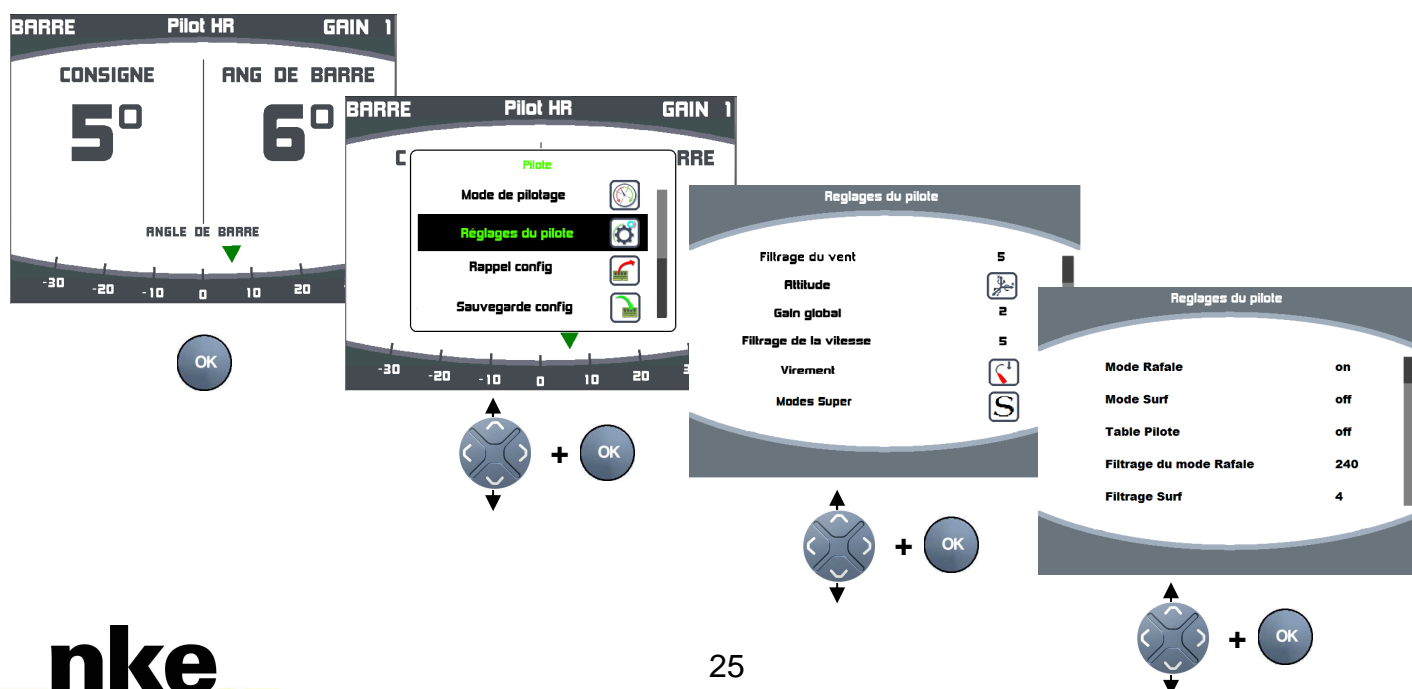 BARRE Pilot HR GAIN 1
CONSIGNE ANG DE BARRE
5° 6°
ANGLE DE BARRE
-30 -20 -10 0 10 20
OK
BARRE Pilot HR GAIN 1
C RRE
Pilote
Mode de pilotage
Réglages du pilote
Rappel config
Sauvegarde config
-30 -20 -10 0 10 20 3
+ OK
Reglages du pilote
Filtrage du vent 5
Attitude
Gain global 2
Filtrage de la vitesse 5
Virement
Modes Super S
+ OK
Reglages du pilote
Mode Rafale on
Mode Surf off
Table Pilote off
Filtrage du mode Rafale 240
Filtrage Surf 4
+ OK
nke
25